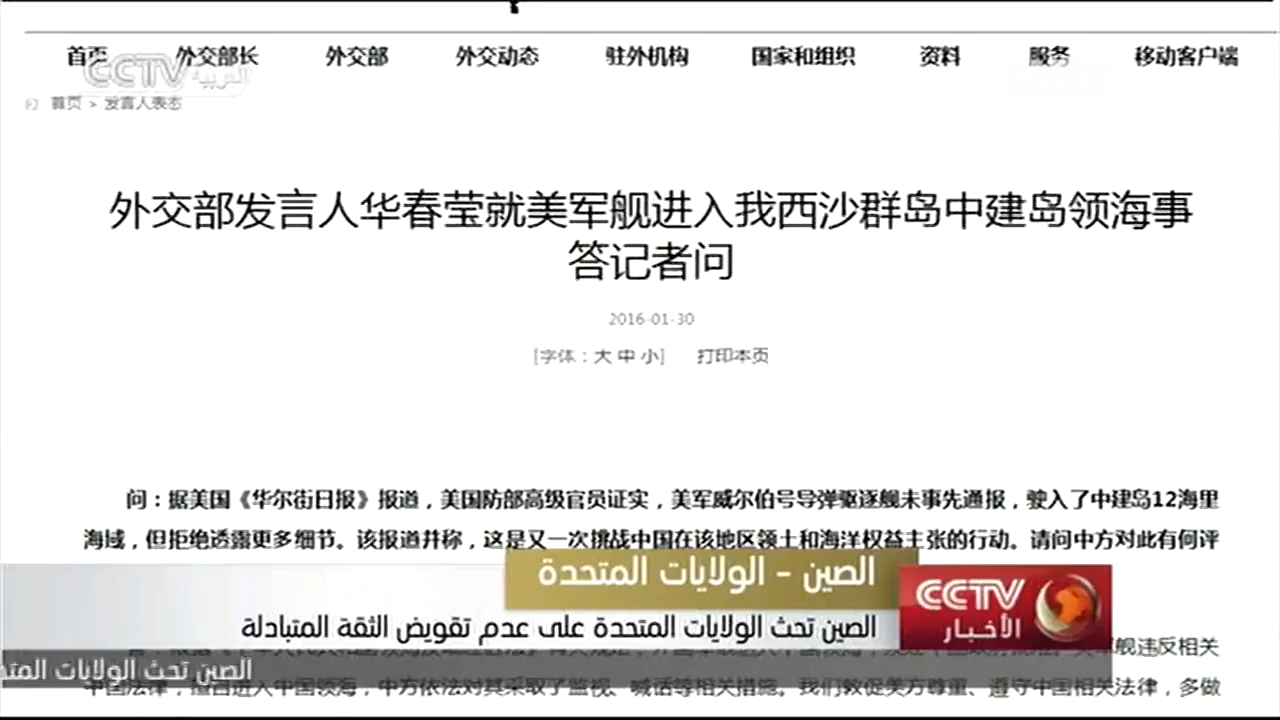 首页 外交部长 外交部 外交动态 驻外机构 国家和组织 资料 服务 移动客户端
CCTV العربية
首页 > 发言人表态
外交部发言人华春莹就美军舰进入我西沙群岛中建岛领海事
答记者问
2016-01-30
[字体：大 中 小] 打印本页
问：据美国《华尔街日报》报道，美国防部高级官员证实，美军威尔伯号导弹驱逐舰未事先通报，驶入了中建岛12海里
海域，但拒绝透露更多细节。该报道并称，这是又一次挑战中国在该地区领土和海洋权益主张的行动。请问中方对此有何评
الصين - الولايات المتحدة
CCTV
الأخبار
الصين تحث الولايات المتحدة على عدم تقويض الثقة المتبادلة
舰违反相关
الصين تحث الولايات
中国法律，擅自进入中国领海，中方依法对其采取了监视、喊话等相关措施。我们敦促美方尊重、遵守中国相关法律，多做